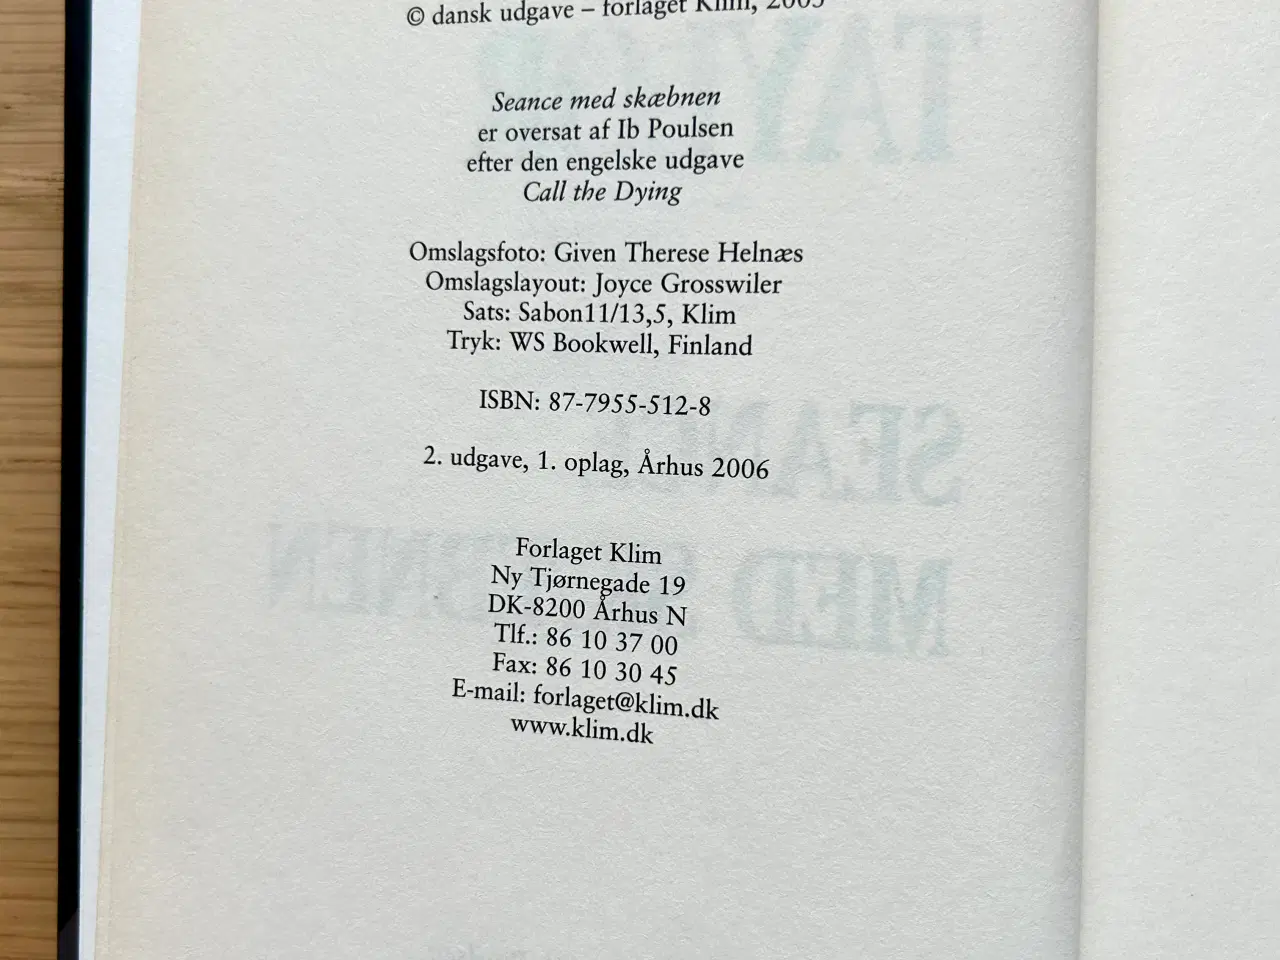 © dansk udgave – forlaget Klim, 2005
Seance med skæbnen
er oversat af Ib Poulsen
efter den engelske udgave
Call the Dying
Omslagsfoto: Given Therese Helnæs
Omslagslayout: Joyce Grosswiler
Sats: Sabon11/13,5, Klim
Tryk: WS Bookwell, Finland
ISBN: 87-7955-512-8
2. udgave, 1. oplag, Århus 2006
Forlaget Klim
Ny Tjørnegade 19
DK-8200 Århus N
Tlf.: 86 10 37 00
Fax: 86 10 30 45
E-mail: forlaget@klim.dk
www.klim.dk